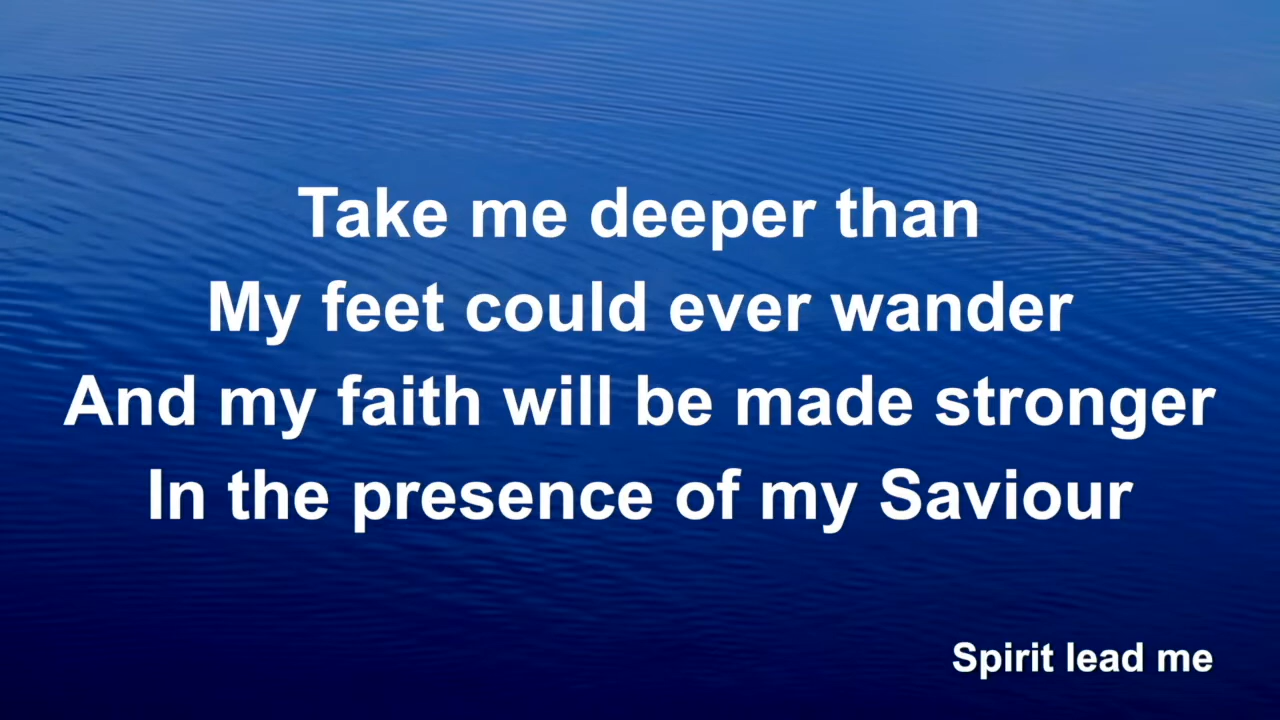 Take me deeper than
My feet could ever wander
And my faith will be made stronger
In the presence of my Saviour
Spirit lead me